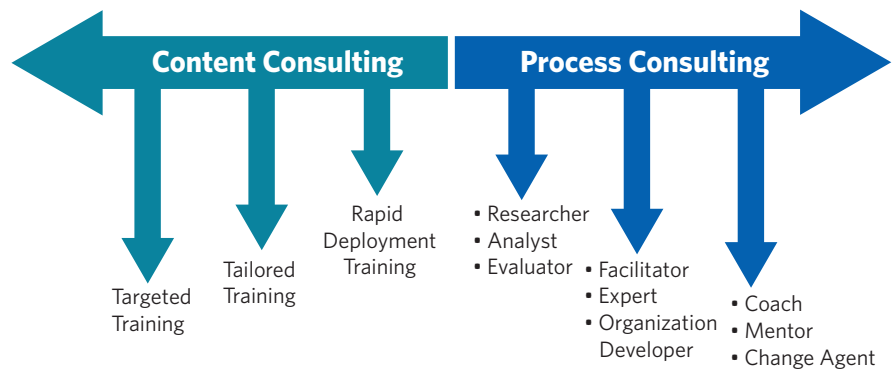 Content Consulting
Process Consulting
Rapid
Deployment
Training
• Researcher
• Analyst
• Evaluator
Tailored
Training
• Facilitator
• Expert
• Organization
Developer
Targeted
Training
• Coach
• Mentor
• Change Agent